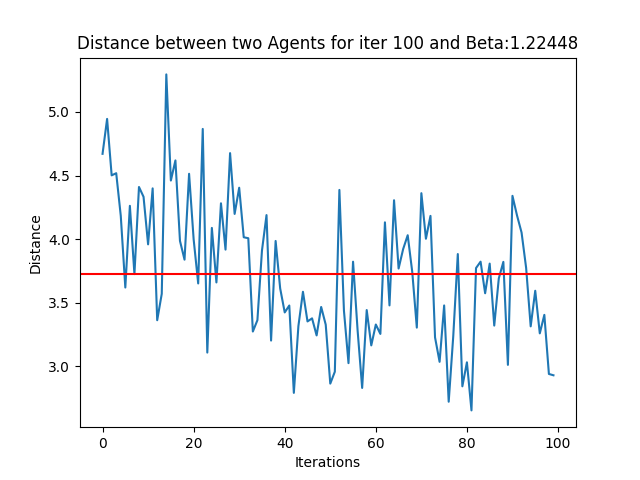 Distance between two Agents for iter 100 and Beta:1.22448
5.0
4.5
4.0
3.5
3.0
Distance
0 20 40 60 80 100
Iterations